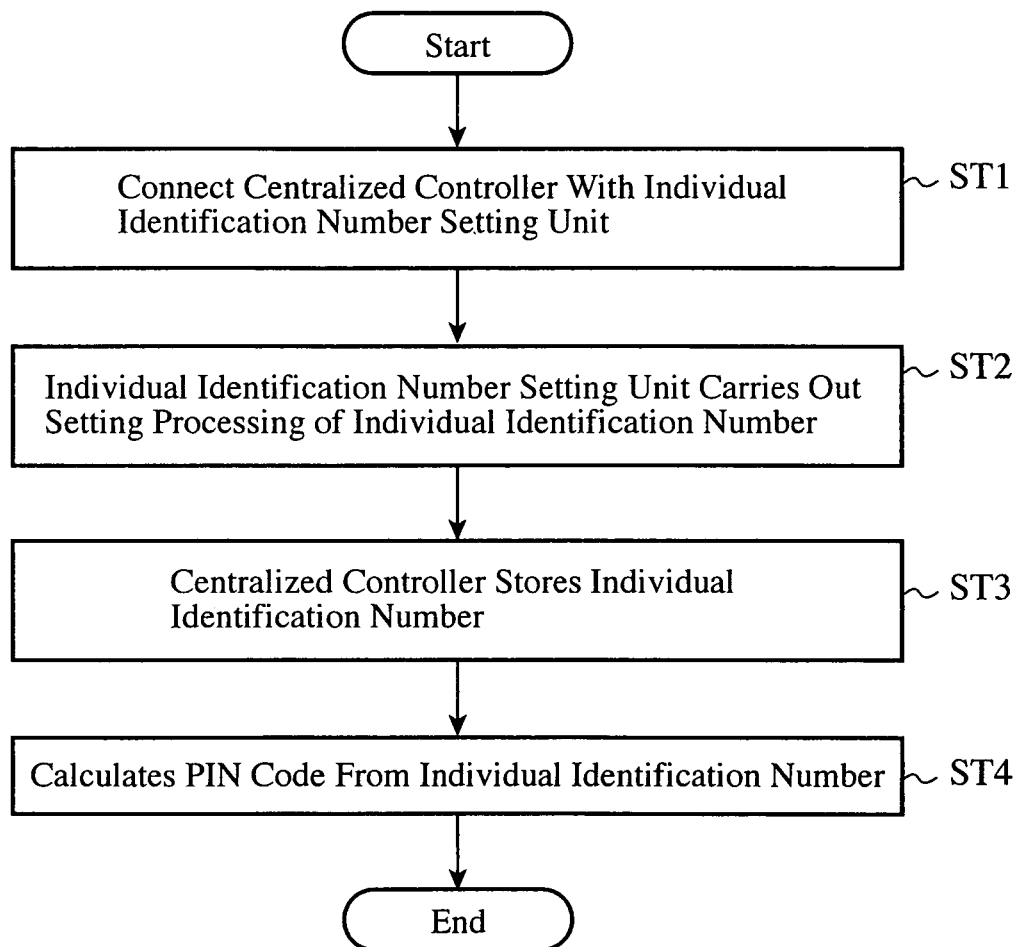 Start
Connect Centralized Controller With Individual
Identification Number Setting Unit
ST1
Individual Identification Number Setting Unit Carries Out
Setting Processing of Individual Identification Number
ST2
Centralized Controller Stores Individual
Identification Number
ST3
Calculates PIN Code From Individual Identification Number
ST4
End